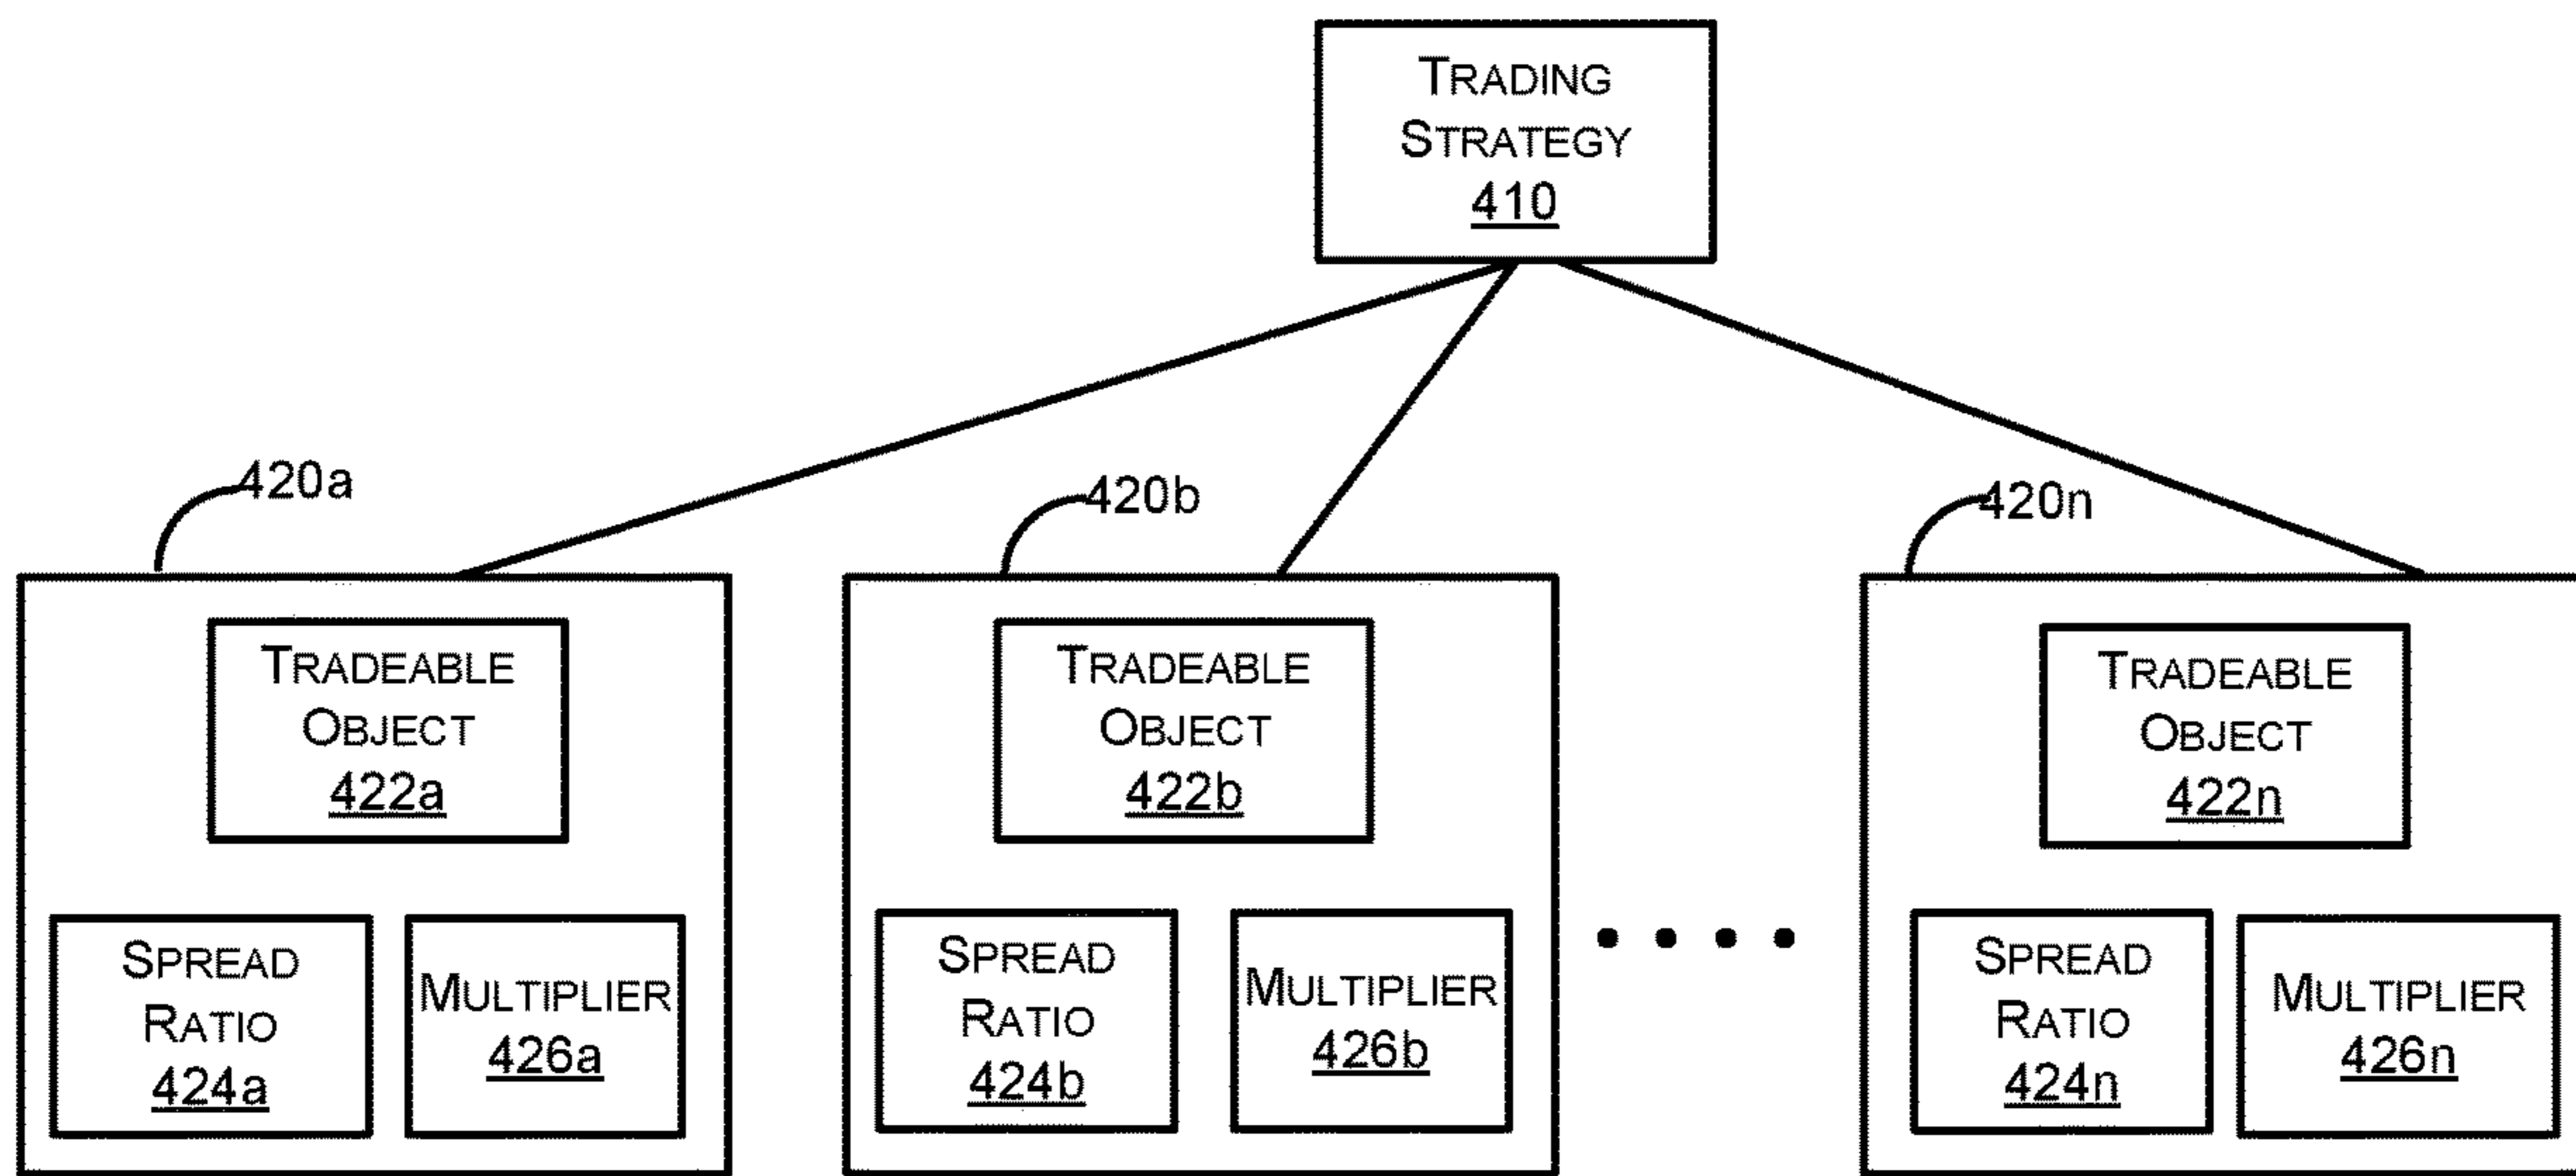 TRADING
STRATEGY
410
420a
420b
420n
TRADEABLE
OBJECT
422a
SPREAD
RATIO
424a
MULTIPLIER
426a
TRADEABLE
OBJECT
422b
SPREAD
RATIO
424b
MULTIPLIER
426b
TRADEABLE
OBJECT
422n
SPREAD
RATIO
424n
MULTIPLIER
426n